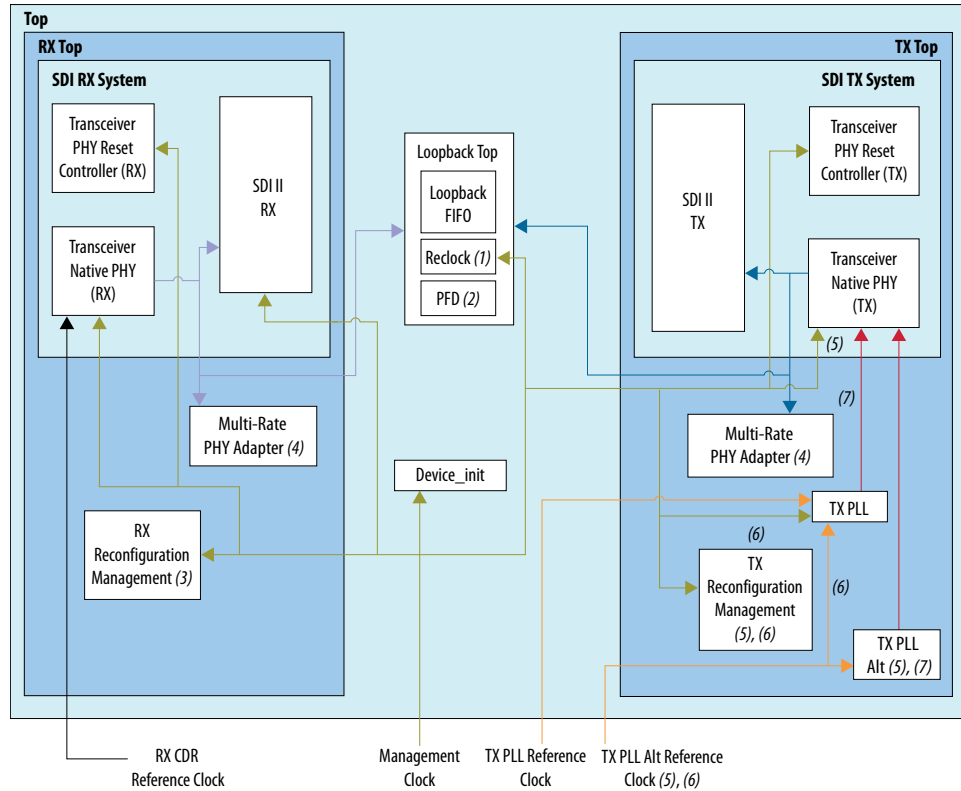 Top
RX Top
SDI RX System
Transceiver
PHY Reset
Controller (RX)
SDI II
RX
Transceiver
Native PHY
(RX)
Multi-Rate
PHY Adapter (4)
RX
Reconfiguration
Management (3)
Loopback Top
Loopback
FIFO
Reclock (1)
PFD (2)
Device_init
TX Top
SDI TX System
SDI II
TX
Transceiver
PHY Reset
Controller (TX)
Transceiver
Native PHY
(TX)
(5)
(7)
Multi-Rate
PHY Adapter (4)
TX PLL
(6)
(6)
TX
Reconfiguration
Management
(5), (6)
TX PLL
Alt (5), (7)
RX CDR
Reference Clock
Management
Clock
TX PLL Reference
Clock
TX PLL Alt Reference
Clock (5), (6)